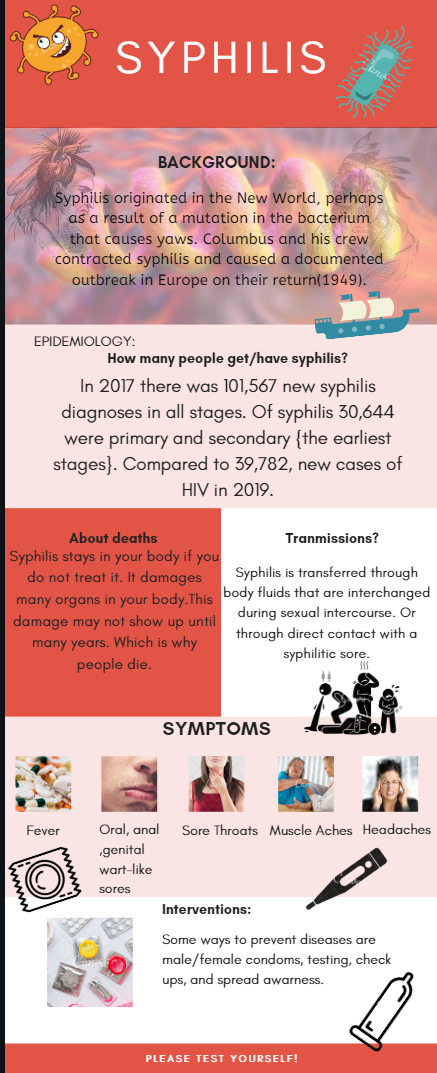 SYPHILIS
BACKGROUND:
Syphilis originated in the New World, perhaps
as a result of a mutation in the bacterium
that causes yaws. Columbus and his crew
contracted syphilis and caused a documented
outbreak in Europe on their return(1949).
EPIDEMIOLOGY:
How many people get/have syphilis?
In 2017 there was 101,567 new syphilis
diagnoses in all stages. Of syphilis 30,644
were primary and secondary {the earliest
stages}. Compared to 39,782, new cases of
HIV in 2019.
About deaths
Syphilis stays in your body if you
do not treat it. It damages
many organs in your body.This
damage may not show up until
many years. Which is why
people die.
Tranmissions?
Syphilis is transferred through
body fluids that are interchanged
during sexual intercourse. Or
through direct contact with a
syphilitic sore.
SYMPTOMS
Fever
Oral, anal
,genital
wart-like
sores
Sore Throats
Muscle Aches
Headaches
Interventions:
Some ways to prevent diseases are
male/female condoms, testing, check
ups, and spread awarness.
PLEASE TEST YOURSELF!